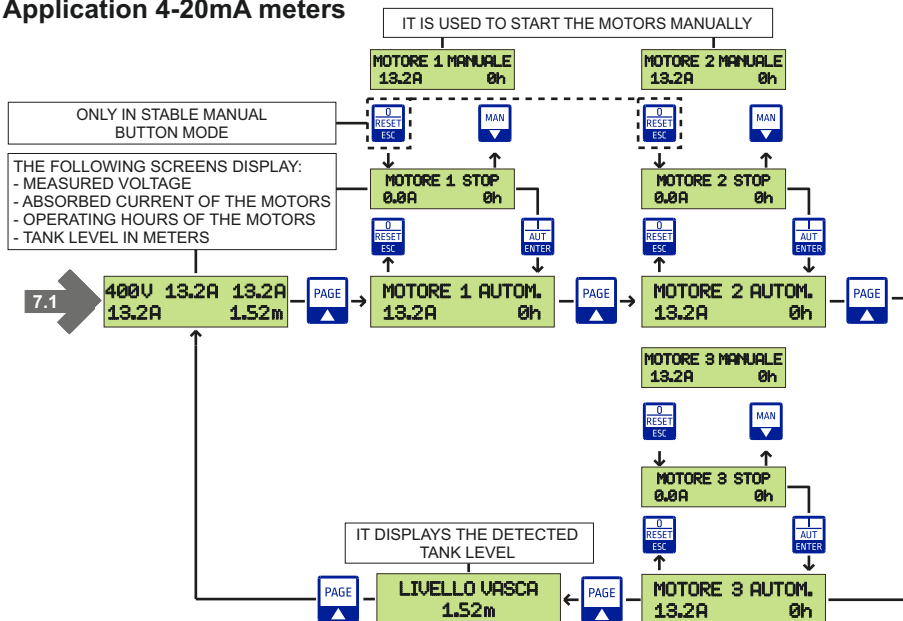 Application 4-20mA meters
IT IS USED TO START THE MOTORS MANUALLY
MOTORE 1 MANUALE
13.2A 0h
MOTORE 2 MANUALE
13.2A 0h
ONLY IN STABLE MANUAL
BUTTON MODE
0
RESET
ESC
MAN
0
RESET
ESC
MAN
THE FOLLOWING SCREENS DISPLAY:
- MEASURED VOLTAGE
- ABSORBED CURRENT OF THE MOTORS
- OPERATING HOURS OF THE MOTORS
- TANK LEVEL IN METERS
MOTORE 1 STOP
0.0A 0h
MOTORE 2 STOP
0.0A 0h
0
RESET
ESC
I
AUT
ENTER
0
RESET
ESC
I
AUT
ENTER
7.1
400V 13.2A 13.2A
13.2A 1.52m
PAGE
MOTORE 1 AUTOM.
13.2A 0h
PAGE
MOTORE 2 AUTOM.
13.2A 0h
PAGE
MOTORE 3 MANUALE
13.2A 0h
0
RESET
ESC
MAN
MOTORE 3 STOP
0.0A 0h
0
RESET
ESC
I
AUT
ENTER
IT DISPLAYS THE DETECTED
TANK LEVEL
PAGE
LIVELLO VASCA
1.52m
PAGE
MOTORE 3 AUTOM.
13.2A 0h